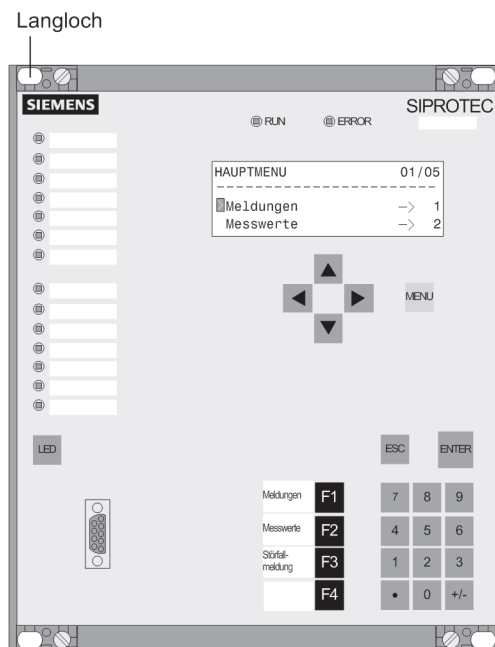 Langloch
SIEMENS
SIPROTEC
RUN
ERROR
HAUPTMENU 01/05
--------------------
Meldungen –> 1
Messwerte –> 2
MENU
LED
ESC
ENTER
Meldungen F1
7 8 9
Messwerte F2
4 5 6
Störfall-
meldung F3
1 2 3
F4
• 0 +/-